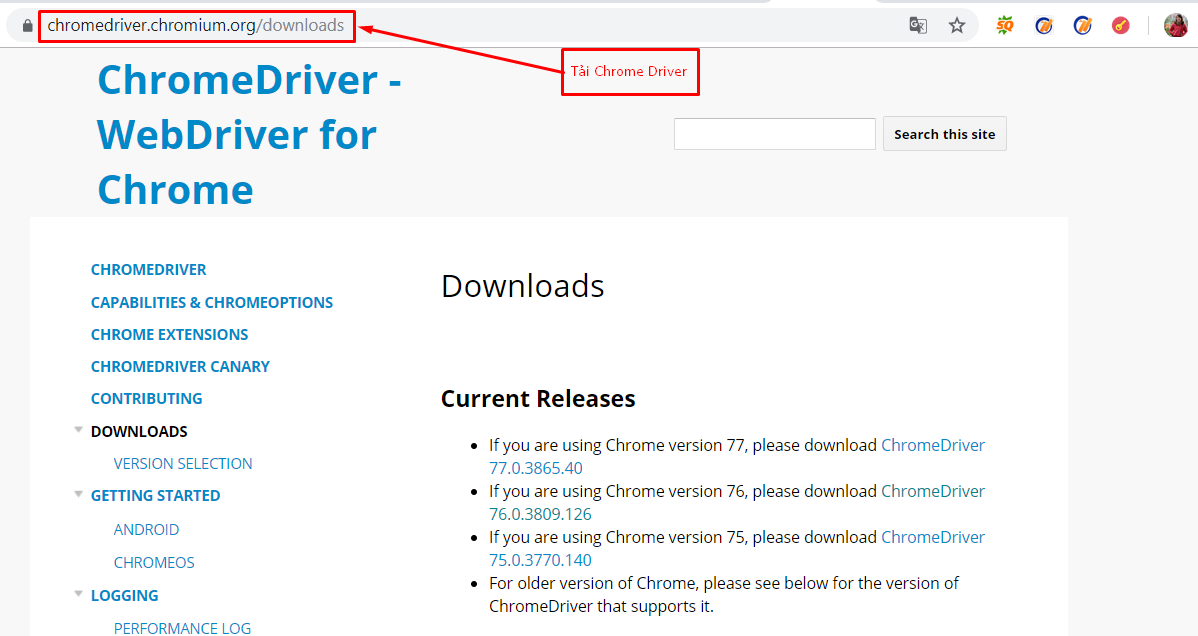 chromedriver.chromium.org/downloads
Tải Chrome Driver
ChromeDriver -
WebDriver for
Chrome
Search this site
CHROMEDRIVER
CAPABILITIES & CHROMEOPTIONS
CHROME EXTENSIONS
CHROMEDRIVER CANARY
CONTRIBUTING
DOWNLOADS
VERSION SELECTION
GETTING STARTED
ANDROID
CHROMEOS
LOGGING
PERFORMANCE LOG
Downloads
Current Releases
If you are using Chrome version 77, please download ChromeDriver
77.0.3865.40
If you are using Chrome version 76, please download ChromeDriver
76.0.3809.126
If you are using Chrome version 75, please download ChromeDriver
75.0.3770.140
For older version of Chrome, please see below for the version of
ChromeDriver that supports it.